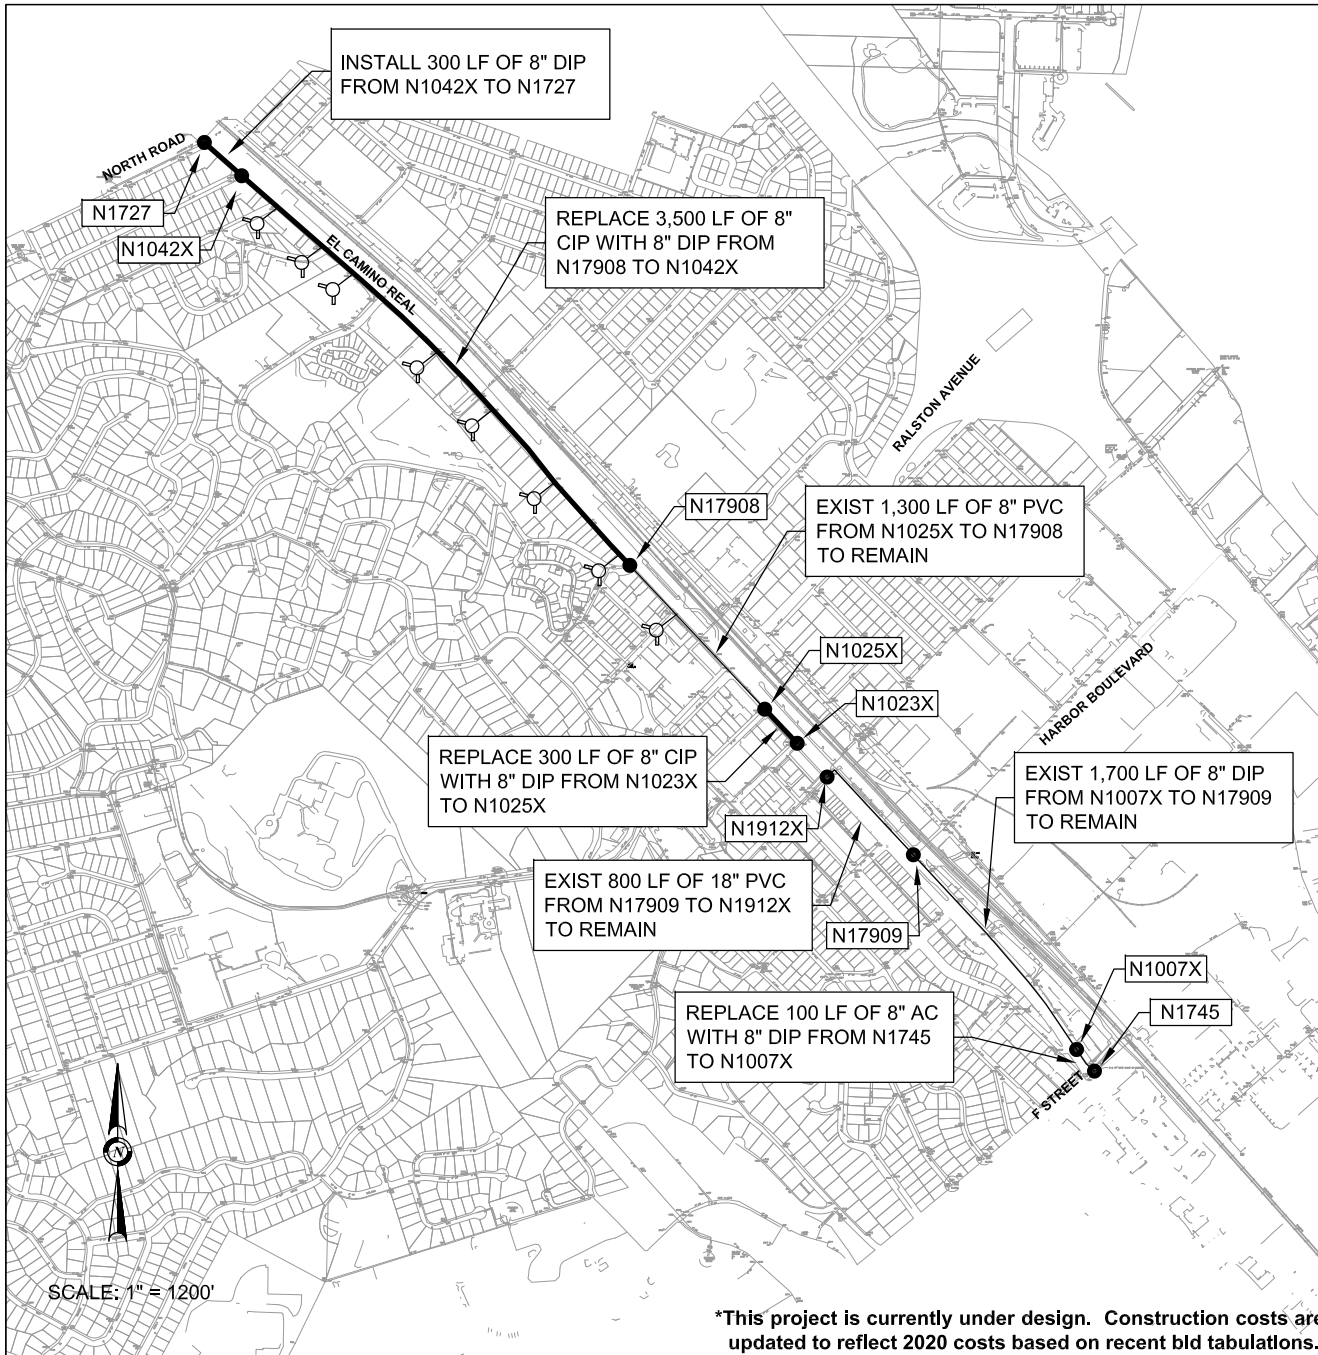 INSTALL 300 LF OF 8" DIP
FROM N1042X TO N1727
NORTH ROAD
N1727
N1042X
REPLACE 3,500 LF OF 8"
CIP WITH 8" DIP FROM
N17908 TO N1042X
EL CAMINO REAL
RALSTON AVENUE
N17908
EXIST 1,300 LF OF 8" PVC
FROM N1025X TO N17908
TO REMAIN
N1025X
N1023X
HARBOR BOULEVARD
REPLACE 300 LF OF 8" CIP
WITH 8" DIP FROM N1023X
TO N1025X
EXIST 1,700 LF OF 8" DIP
FROM N1007X TO N17909
TO REMAIN
N1912X
EXIST 800 LF OF 18" PVC
FROM N17909 TO N1912X
TO REMAIN
N17909
N1007X
N1745
REPLACE 100 LF OF 8" AC
WITH 8" DIP FROM N1745
TO N1007X
F STREET
N
SCALE: 1" = 1200'
*This project is currently under design. Construction costs are
updated to reflect 2020 costs based on recent bid tabulations.